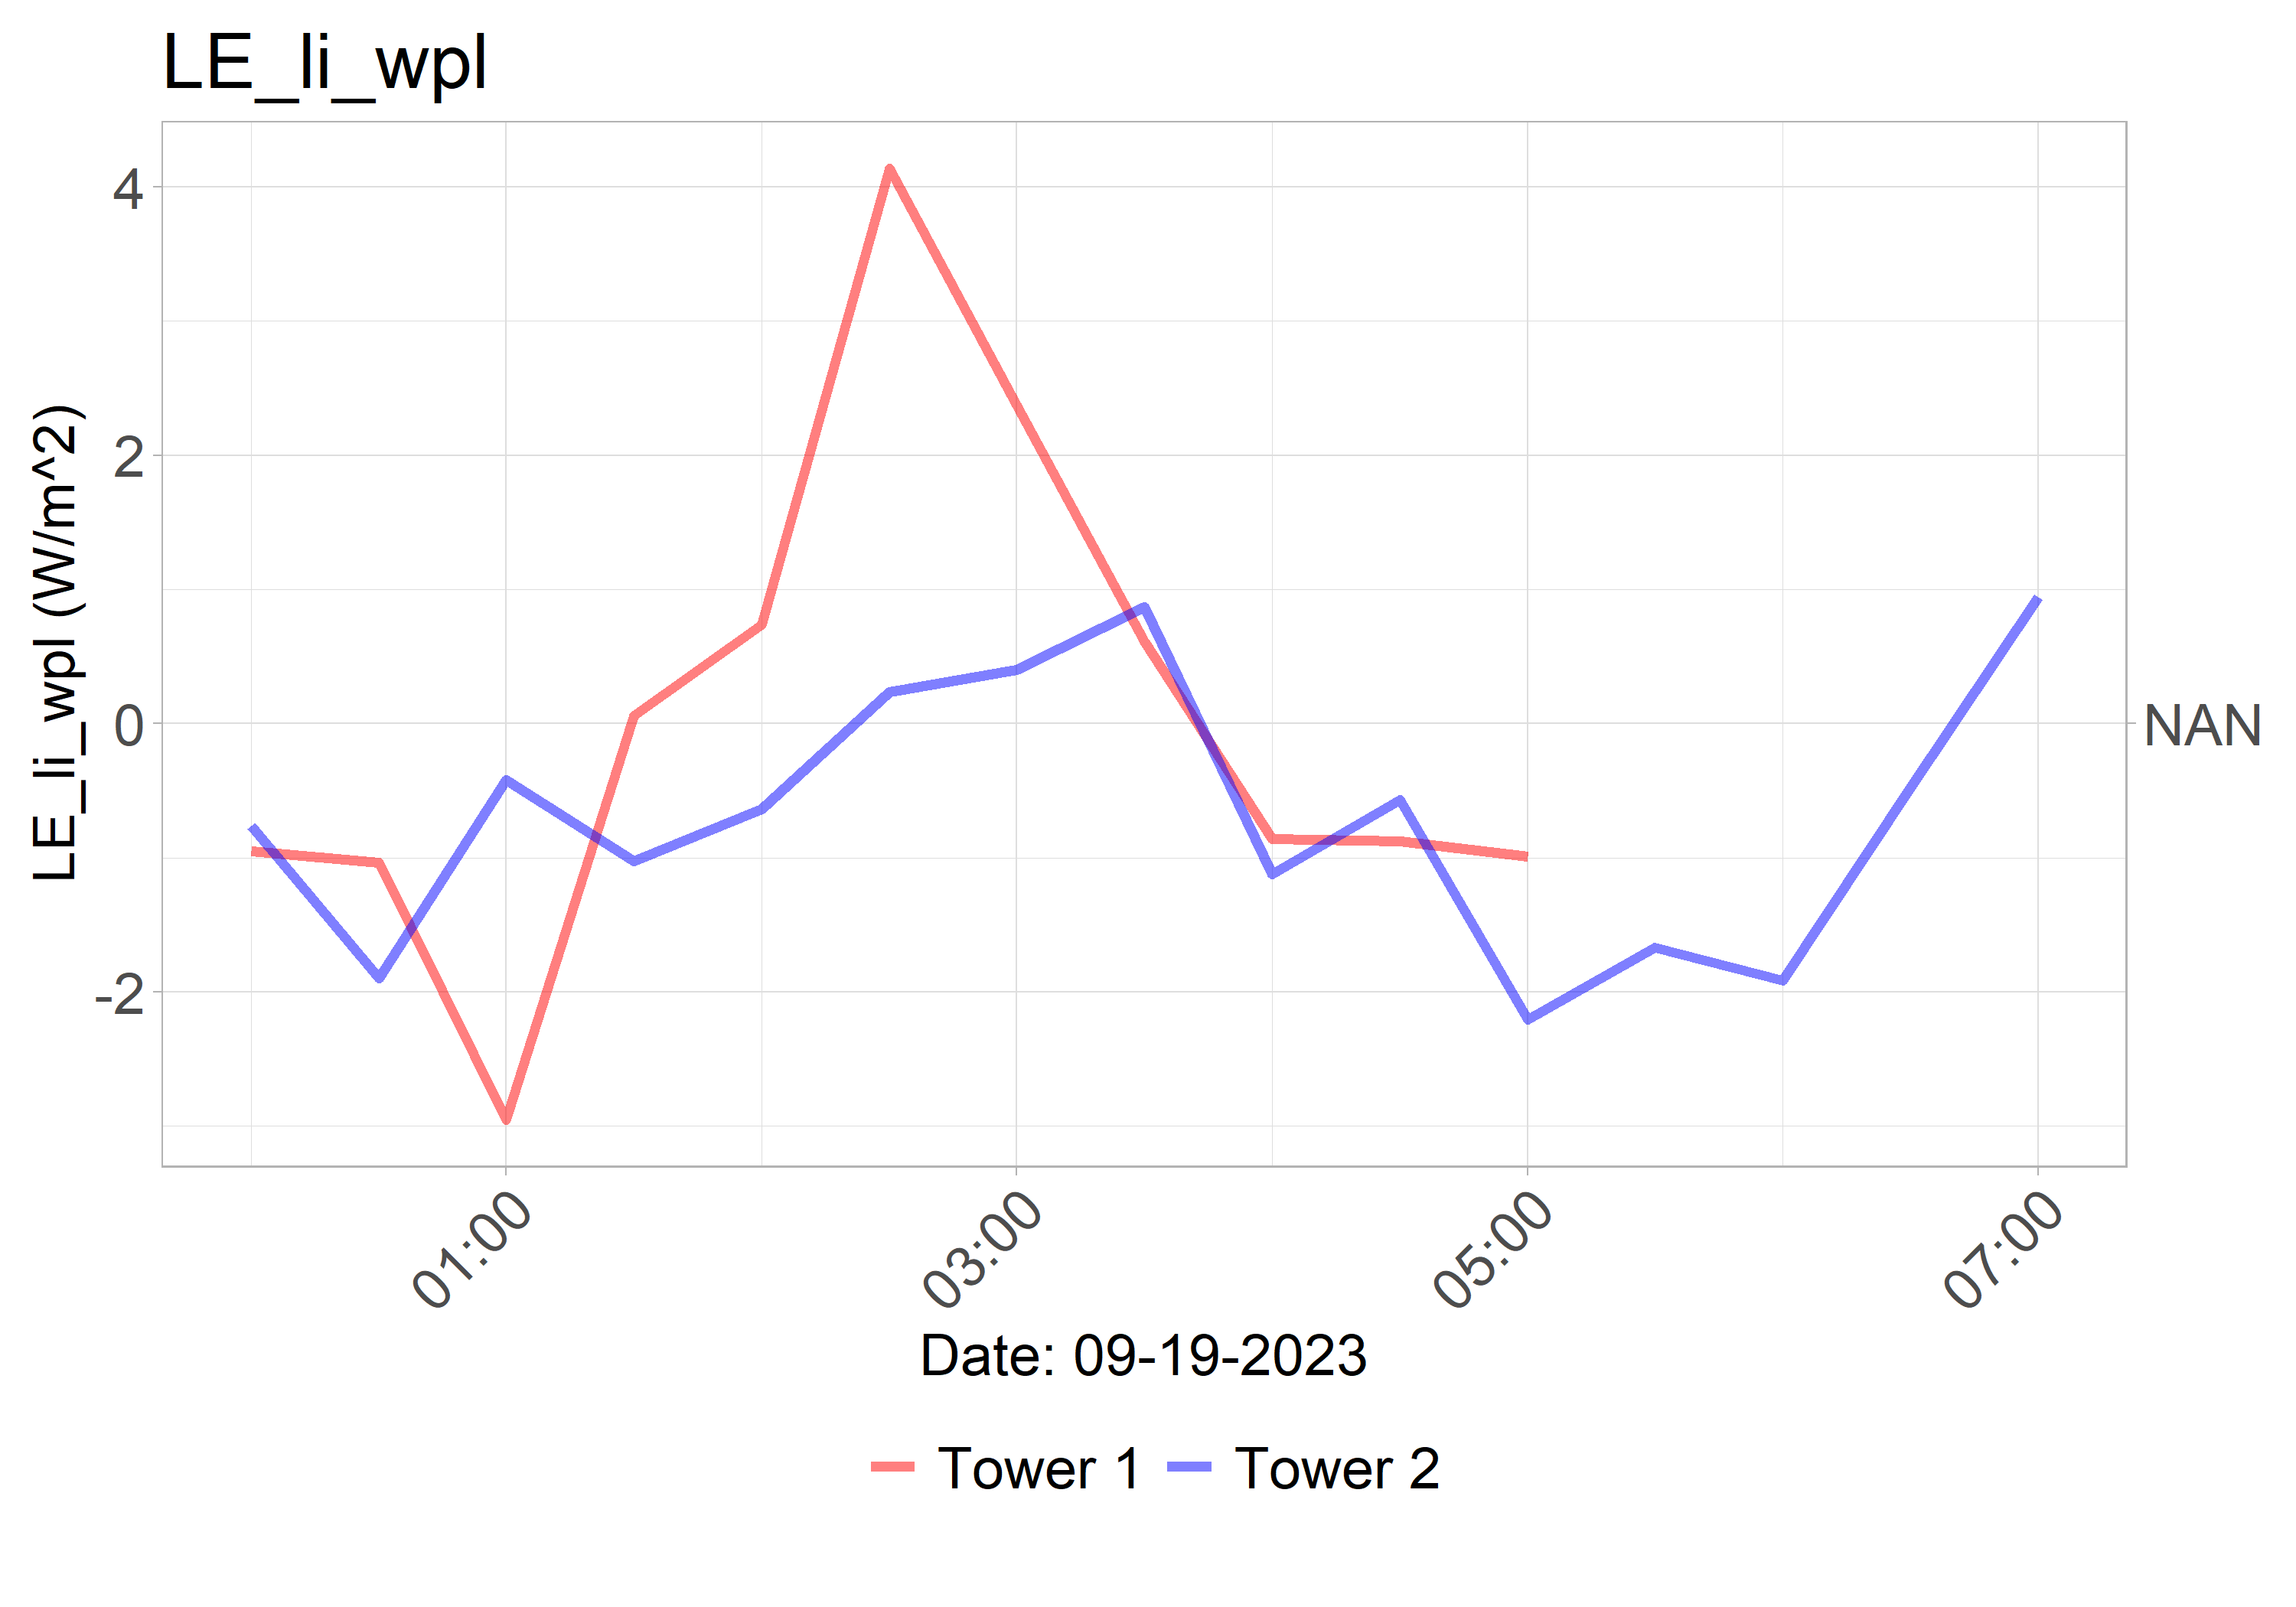 LE_li_wpl
LE_li_wpl (W/m^2)
4
2
0
-2
NAN
01:00
03:00
05:00
07:00
Date: 09-19-2023
Tower 1
Tower 2